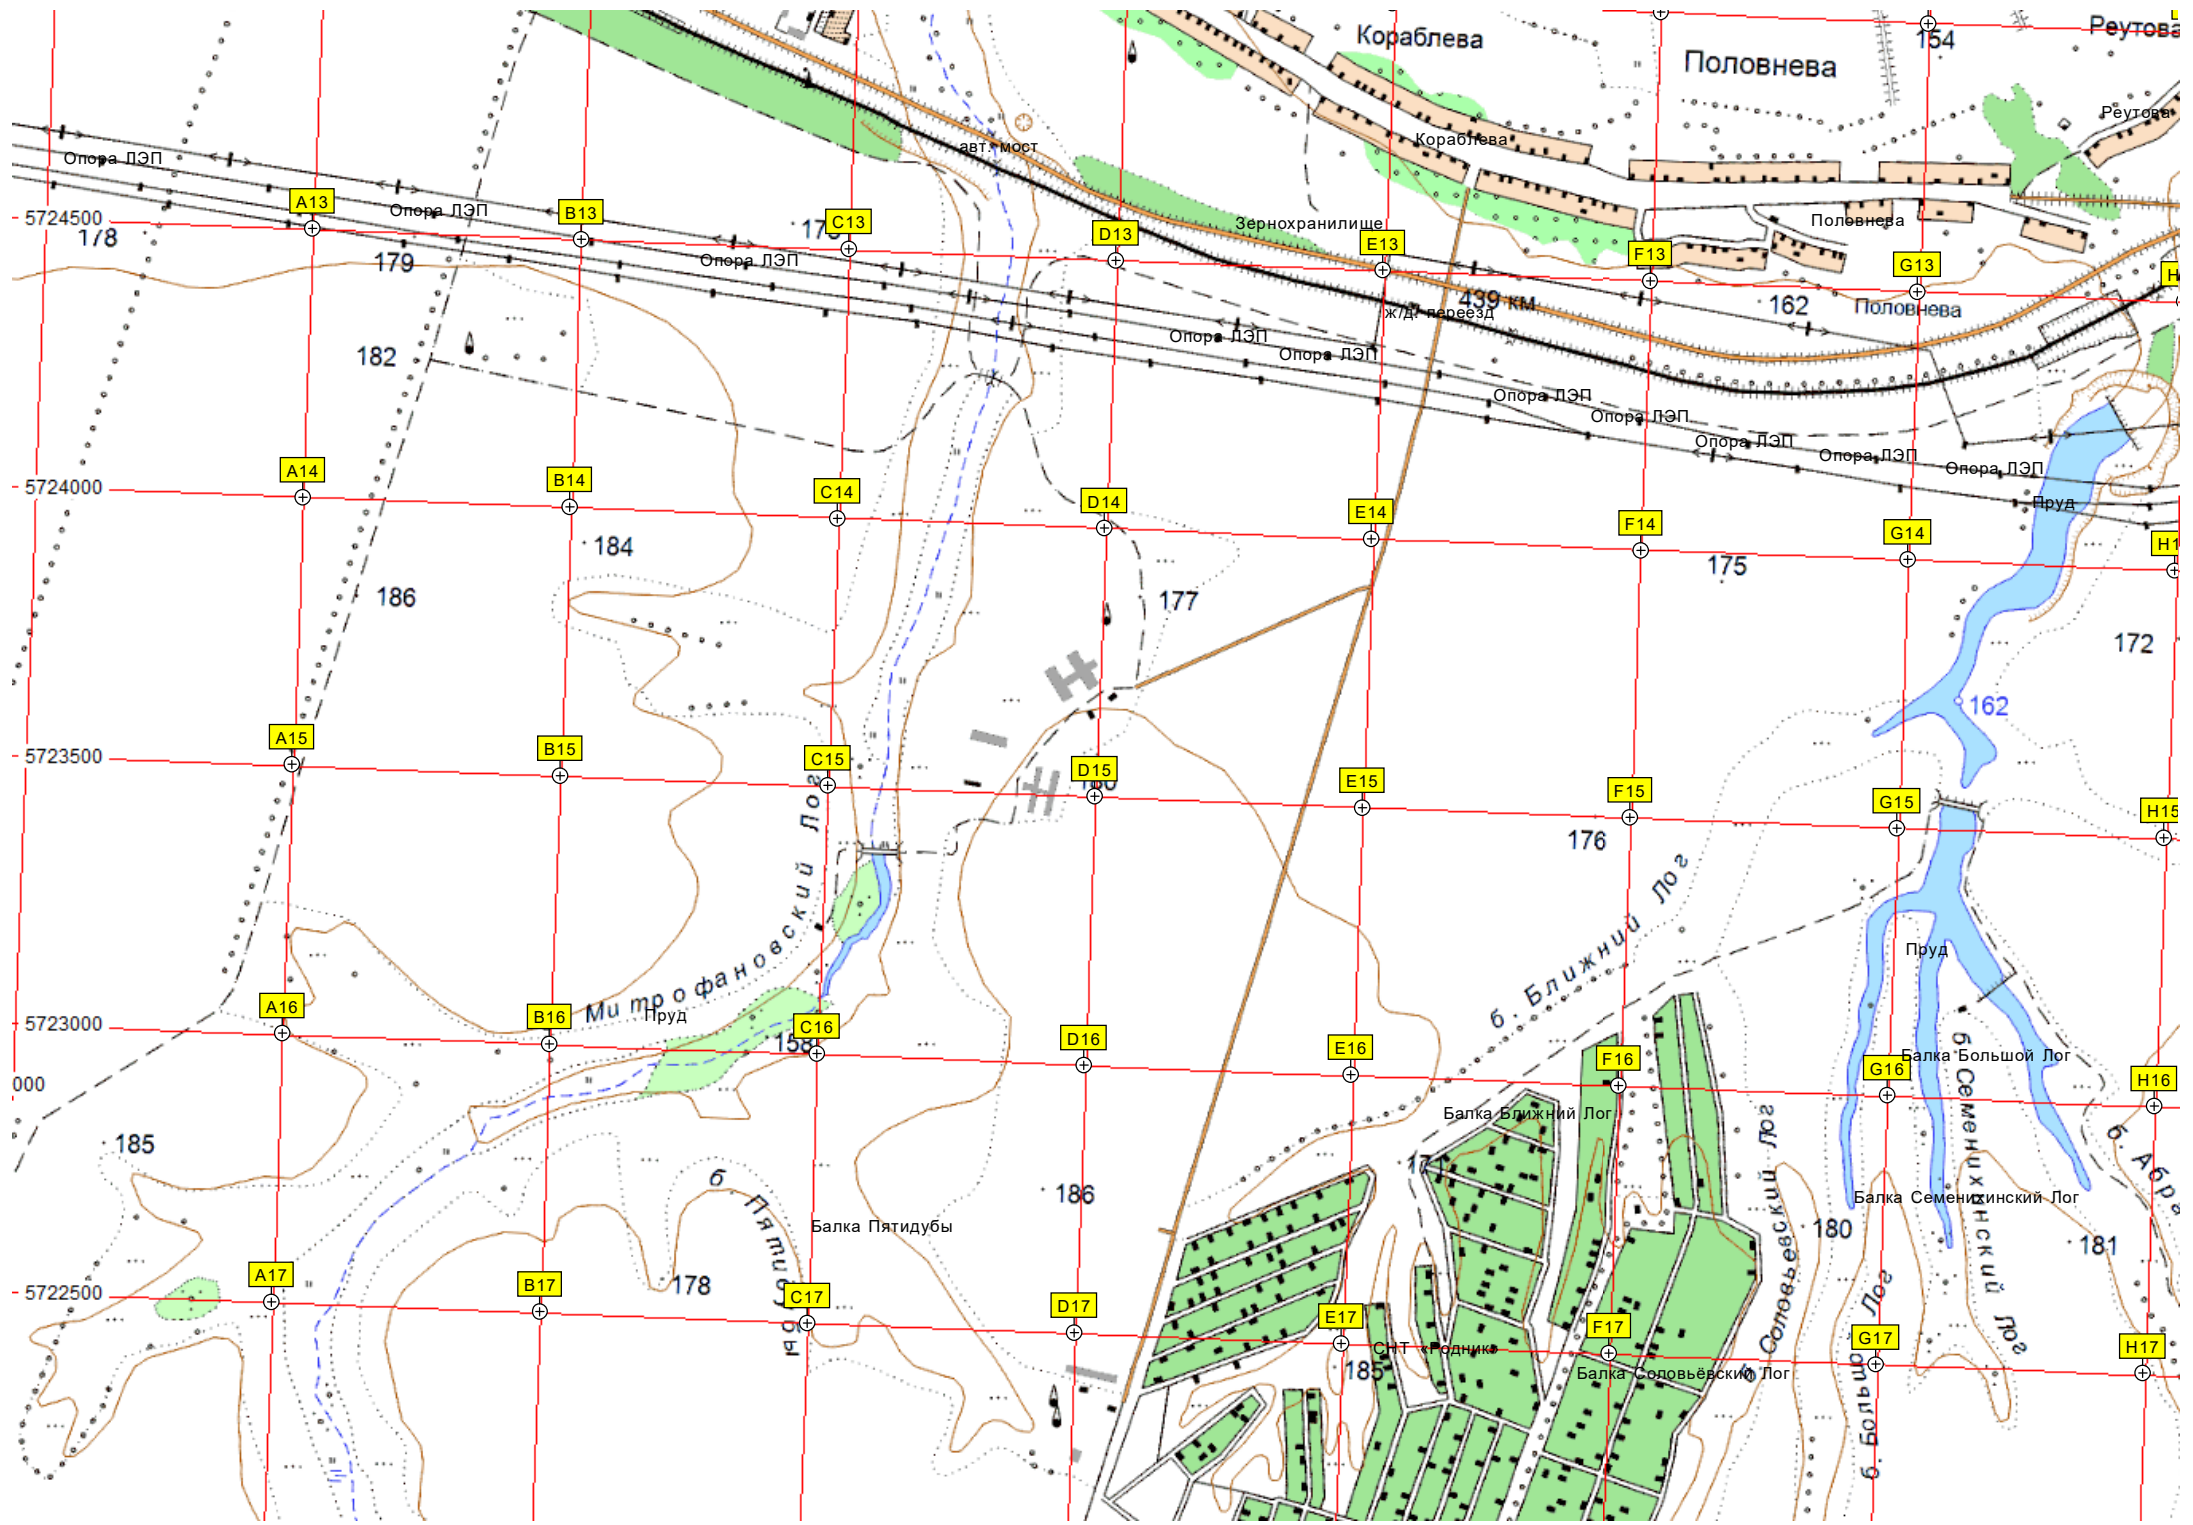 Кораблева
Половнева
154
Реутова
Реутова
авт. мост
Кораблева
Опора ЛЭП
A13
B13
Опора ЛЭП
C13
D13
Зернохранилище
E13
Половнева
F13
G13
5724500
178
179
Опора ЛЭП
439 км
ж/д. переезд
162
Половнева
Опора ЛЭП
Опора ЛЭП
182
Опора ЛЭП
Опора ЛЭП
Опора ЛЭП
Опора ЛЭП
Опора ЛЭП
5724000
A14
B14
C14
D14
E14
F14
G14
Пруд
184
175
186
177
172
162
5723500
A15
B15
C15
D15
E15
F15
G15
H15
176
Митрофановский Лог
б. Ближний Лог
Пруд
5723000
A16
B16
Пруд
C16
158
D16
E16
F16
G16
H16
Балка Большой Лог
000
185
Балка Ближний Лог
б. Семенихинский Лог
186
б. Пятидубы
Балка Пятидубы
Балка Семенихинский Лог
180
181
б. Соловьевский Лог
5722500
A17
B17
178
C17
D17
E17
F17
G17
H17
СНТ «Родник»
185
Балка Соловьёвский Лог